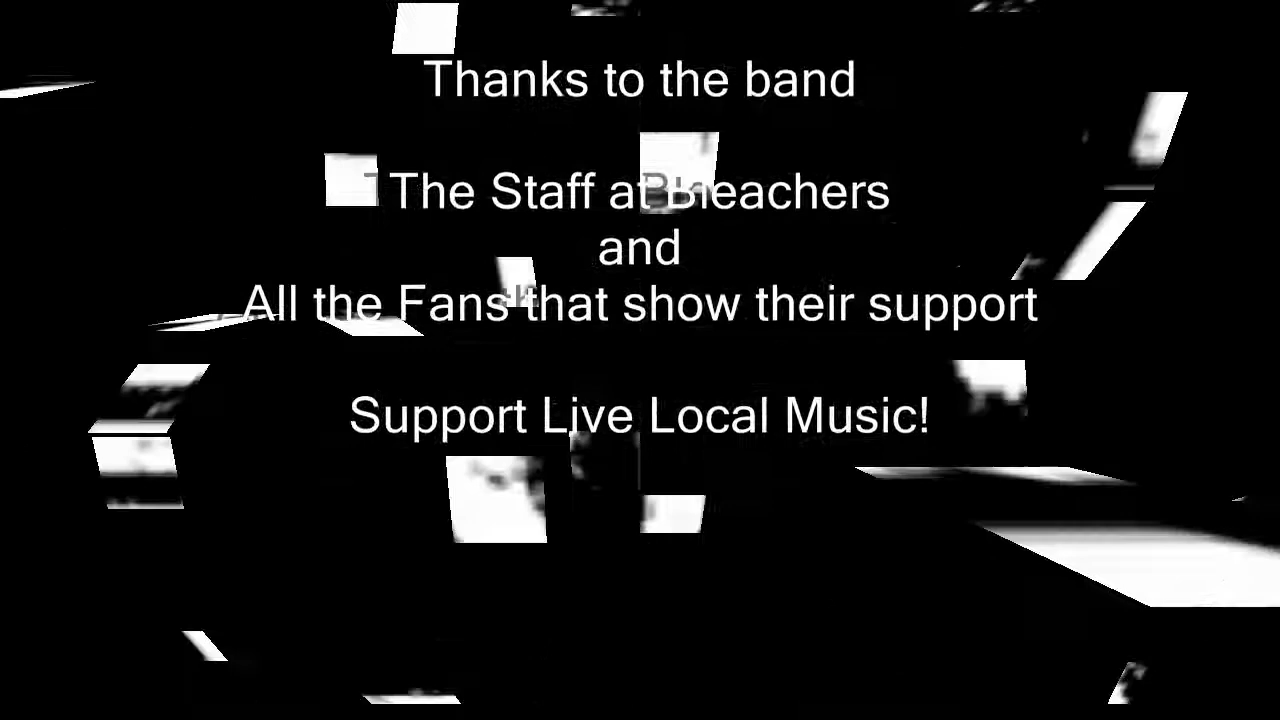 Thanks to the band
The Staff at Bleachers
and
All the Fans that show their support
Support Live Local Music!